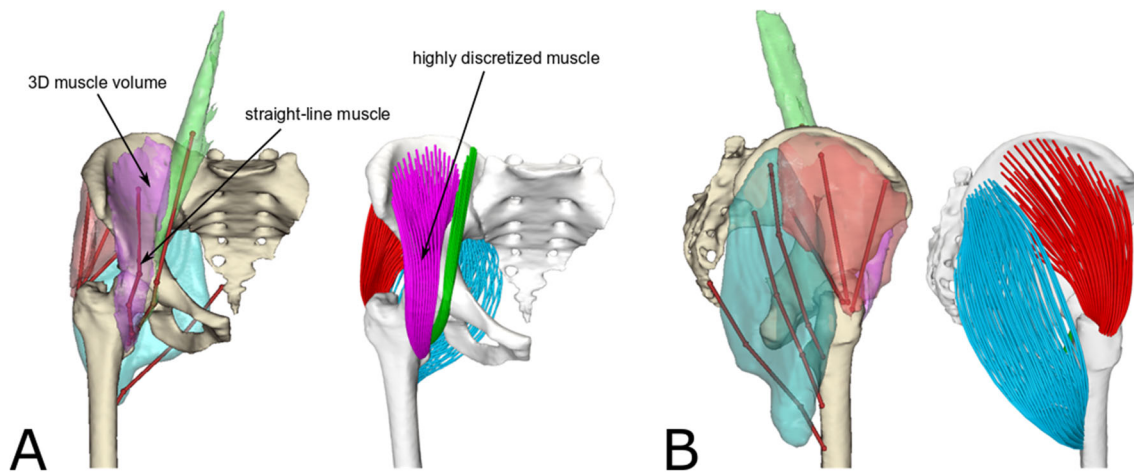 highly discretized muscle
3D muscle volume
straight-line muscle
A
B